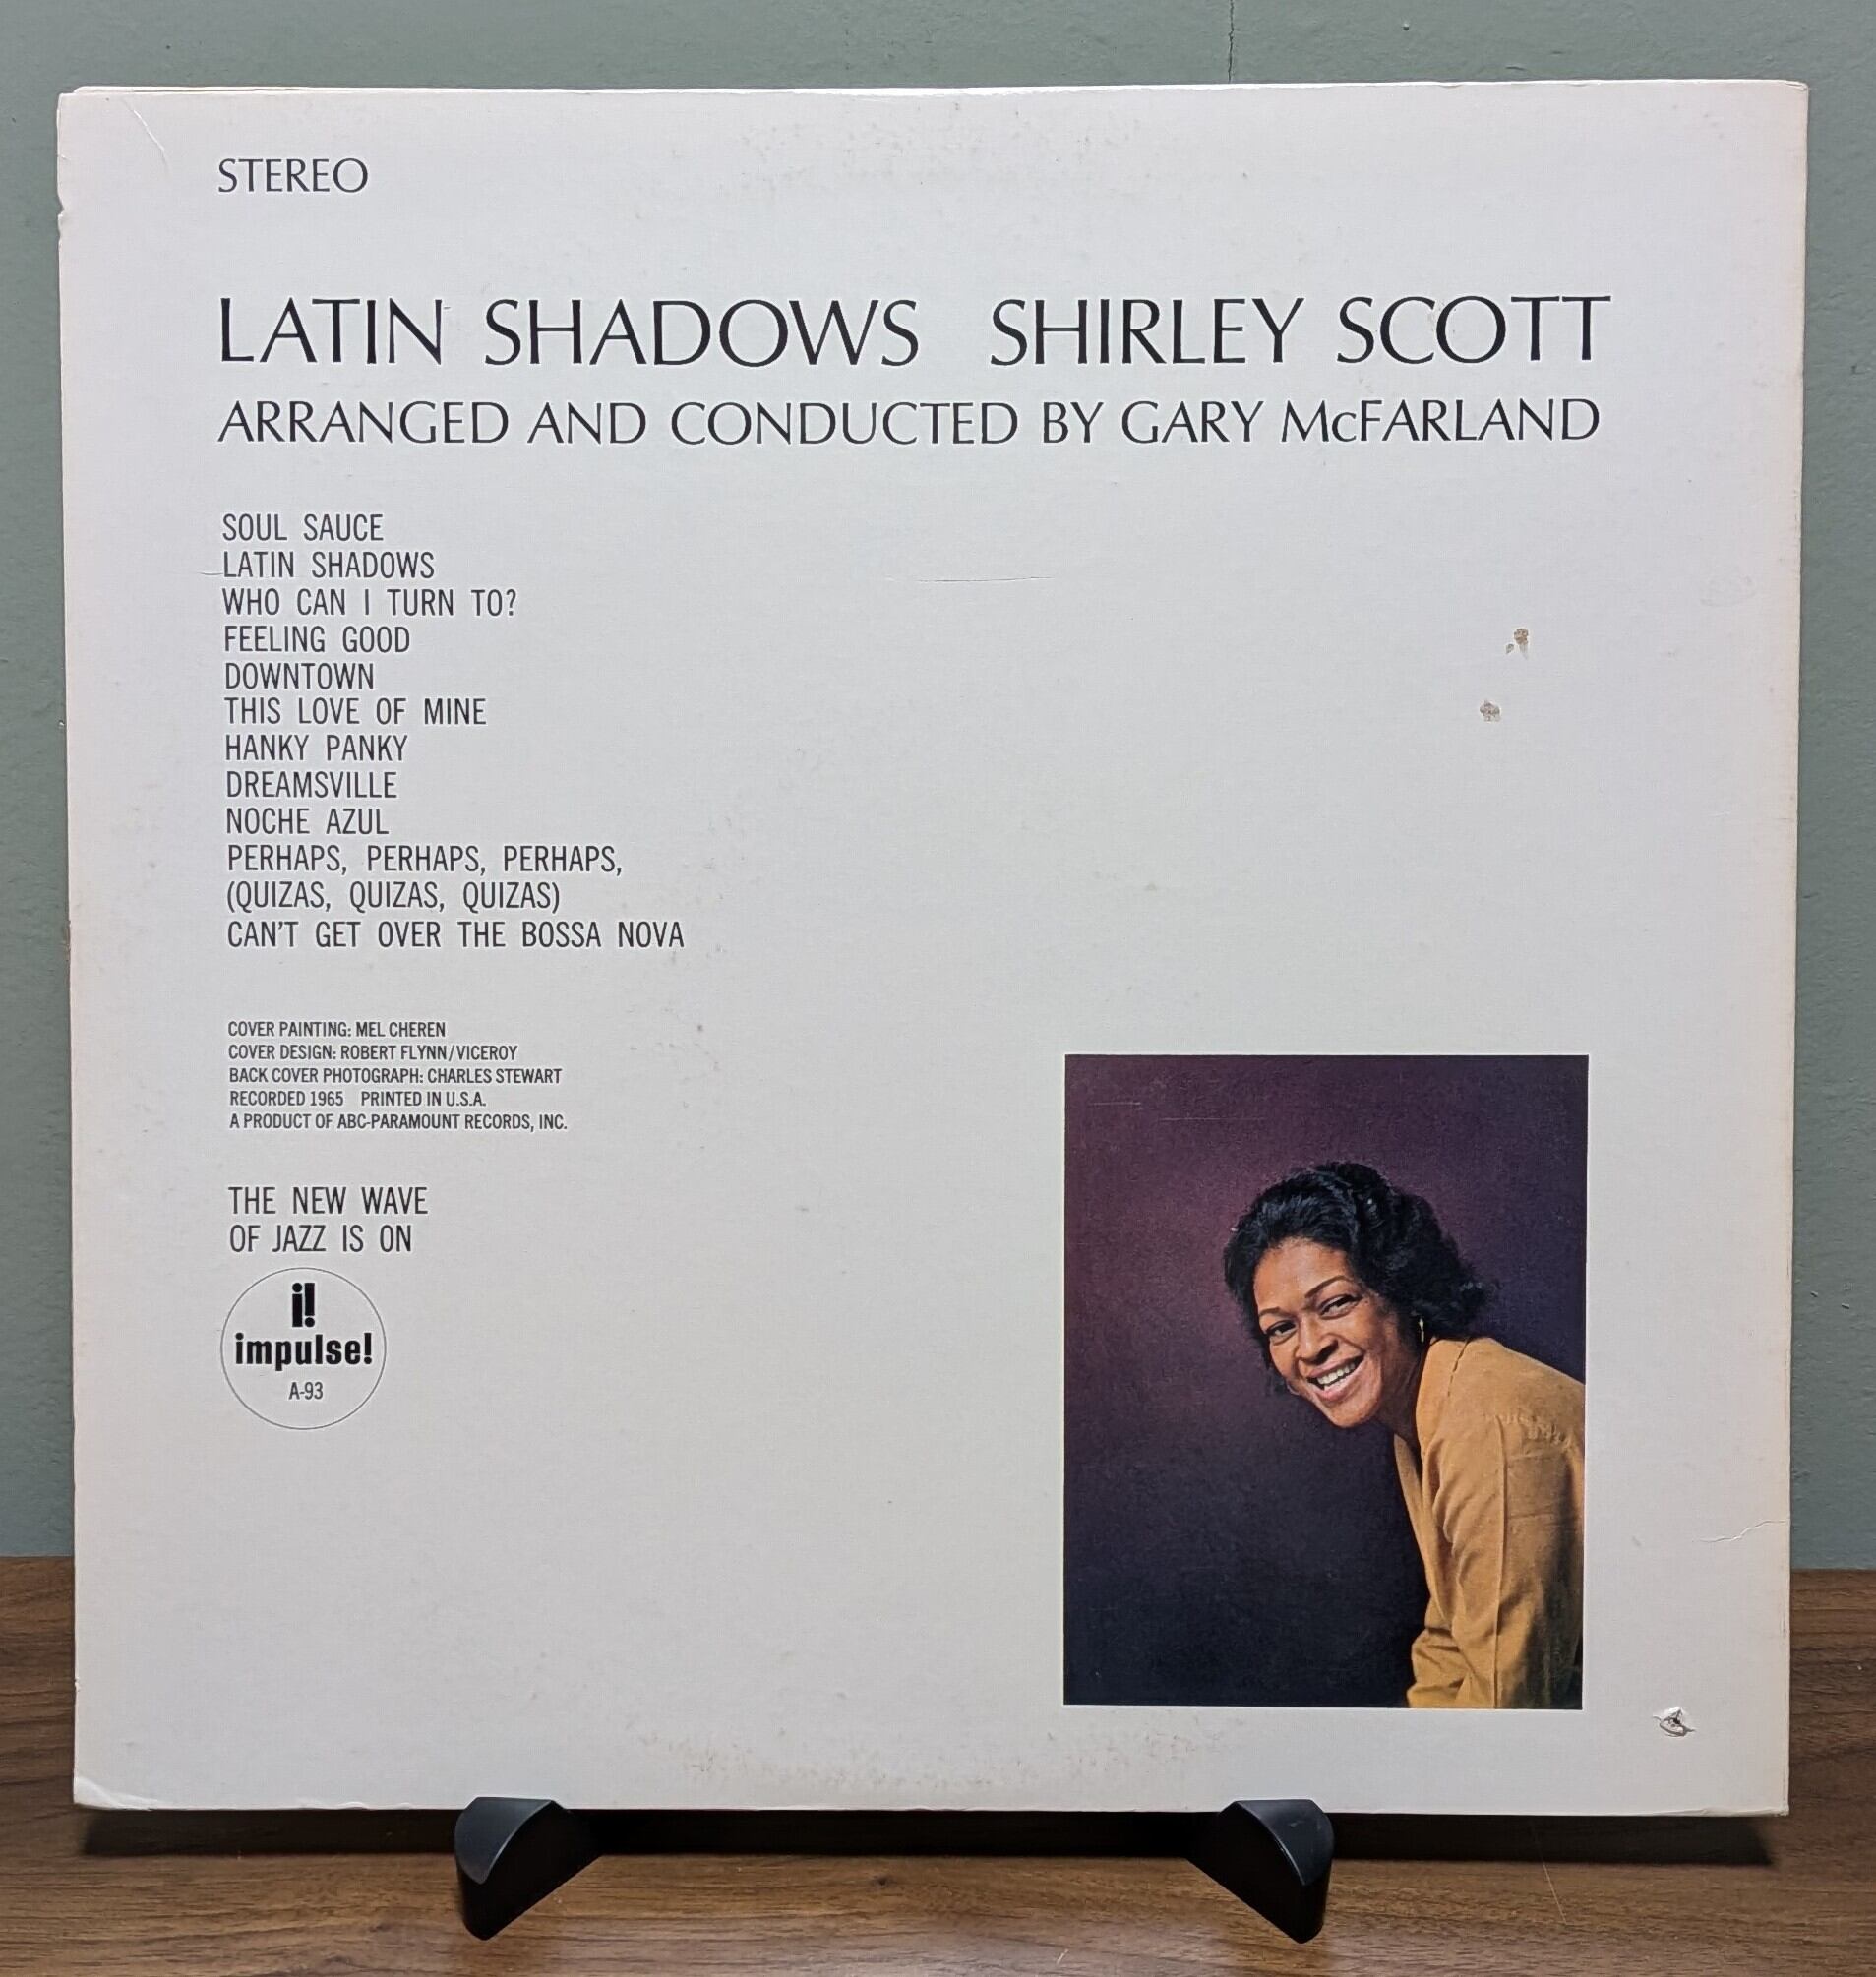 STEREO
LATIN SHADOWS SHIRLEY SCOTT
ARRANGED AND CONDUCTED BY GARY McFARLAND
SOUL SAUCE
LATIN SHADOWS
WHO CAN I TURN TO?
FEELING GOOD
DOWNTOWN
THIS LOVE OF MINE
HANKY PANKY
DREAMSVILLE
NOCHE AZUL
PERHAPS, PERHAPS, PERHAPS,
(QUIZAS, QUIZAS, QUIZAS)
CAN'T GET OVER THE BOSSA NOVA
COVER PAINTING: MEL CHEREN
COVER DESIGN: ROBERT FLYNN/VICEROY
BACK COVER PHOTOGRAPH: CHARLES STEWART
RECORDED 1965 PRINTED IN U.S.A.
A PRODUCT OF ABC-PARAMOUNT RECORDS, INC.
THE NEW WAVE
OF JAZZ IS ON
i!
impulse!
A-93